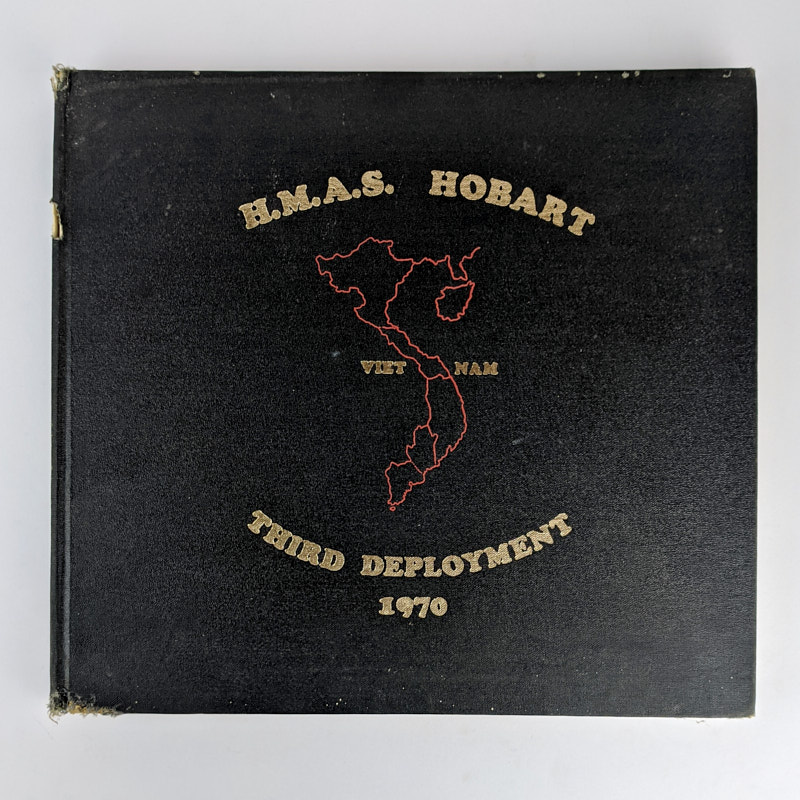 H.M.A.S. HOBART
VIET NAM
THIRD DEPLOYMENT
1970